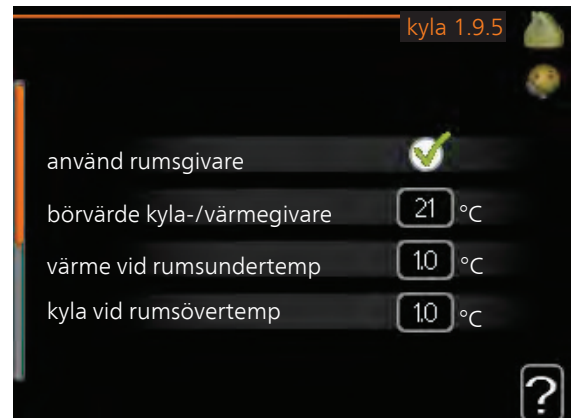 kyla 1.9.5
använd rumsgivare
börvärde kyla-/värmegivare 21 °C
värme vid rumsundertemp 1.0 °C
kyla vid rumsövertemp 1.0 °C
?